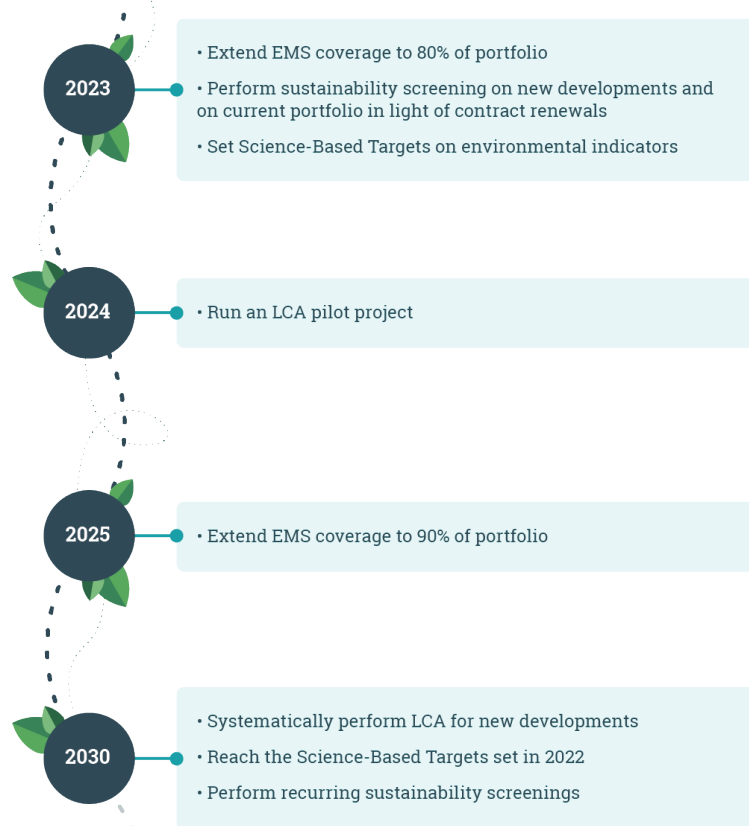 2023
• Extend EMS coverage to 80% of portfolio
• Perform sustainability screening on new developments and
on current portfolio in light of contract renewals
• Set Science-Based Targets on environmental indicators
2024
• Run an LCA pilot project
2025
• Extend EMS coverage to 90% of portfolio
2030
• Systematically perform LCA for new developments
• Reach the Science-Based Targets set in 2022
• Perform recurring sustainability screenings